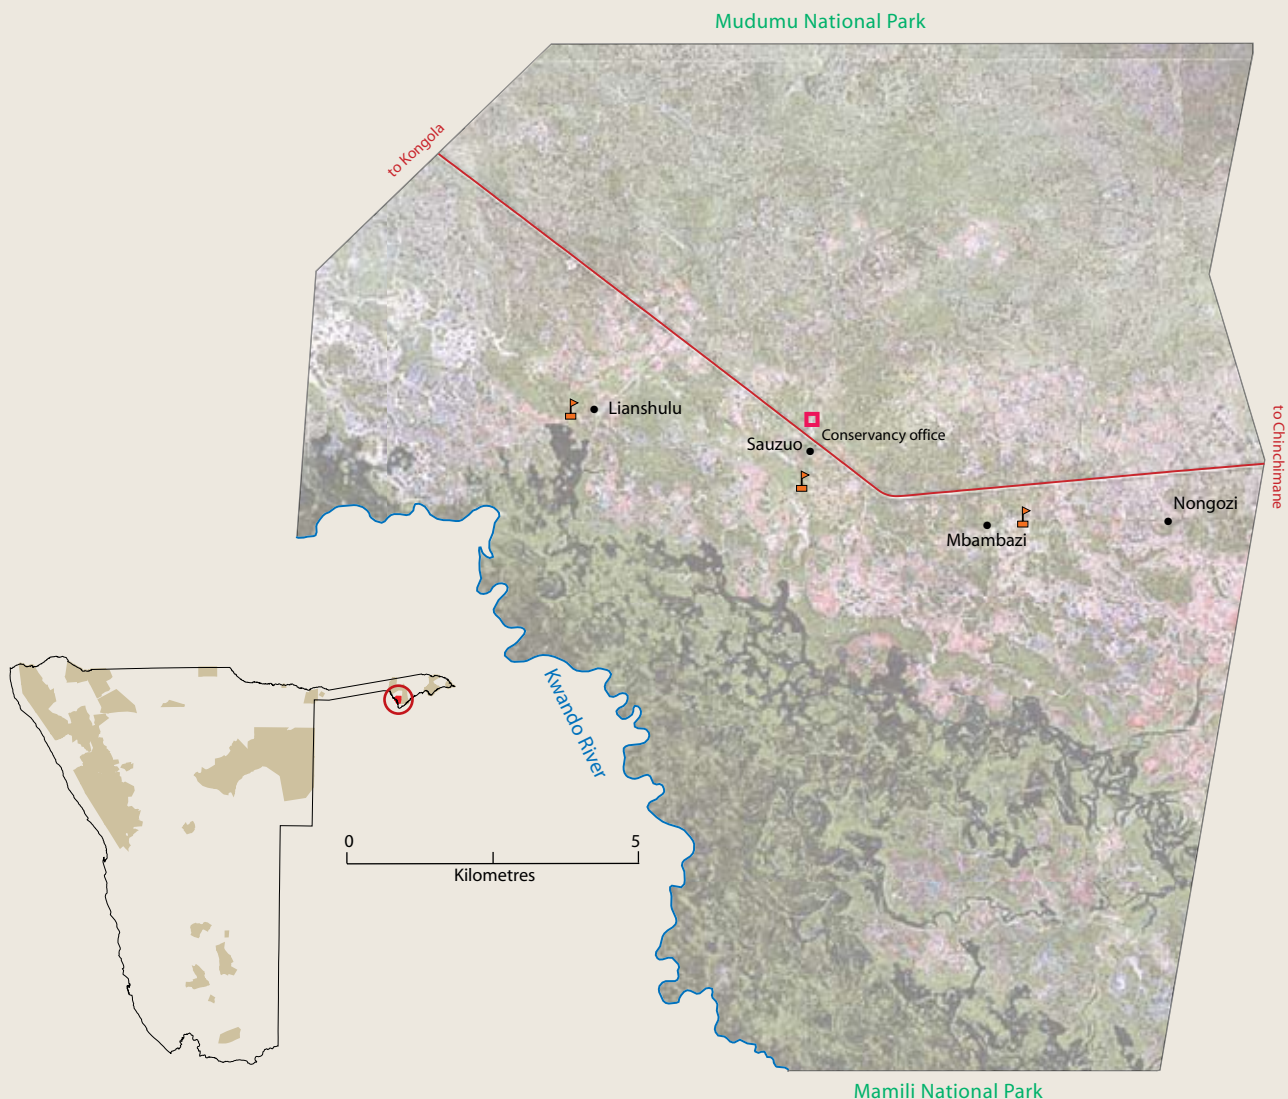 Mudumu National Park
to Kongola
to Chinchimane
Lianshulu
Conservancy office
Sauzuo
Nongozi
Mbambazi
Kwando River
0 5
Kilometres
Mamili National Park